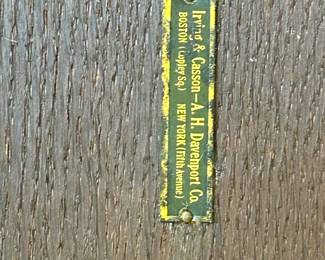 Irving & Casson—A. H. Davenport Co.
BOSTON (Copley Sq.) NEW YORK (Fifth Avenue)